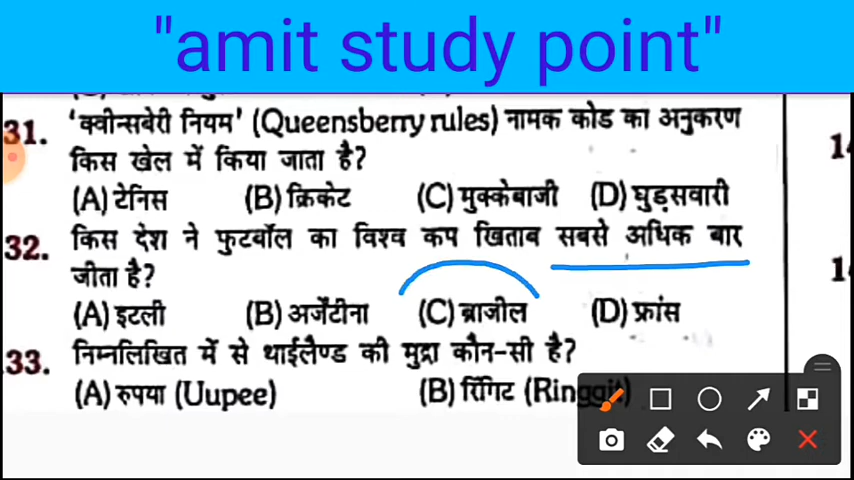 "amit study point"
31. 'क्वीन्सबेरी नियम' (Queensberry rules) नामक कोड का अनुकरण
किस खेल में किया जाता है?
(A) टेनिस (B) क्रिकेट (C) मुक्केबाजी (D) घुड़सवारी
32. किस देश ने फुटबॉल का विश्व कप खिताब सबसे अधिक बार
जीता है?
(A) इटली (B) अर्जेंटीना (C) ब्राजील (D) फ्रांस
33. निम्नलिखित में से थाईलैण्ड की मुद्रा कौन-सी है?
(A) रुपया (Uupee) (B) रिंगिट (Ringgit)